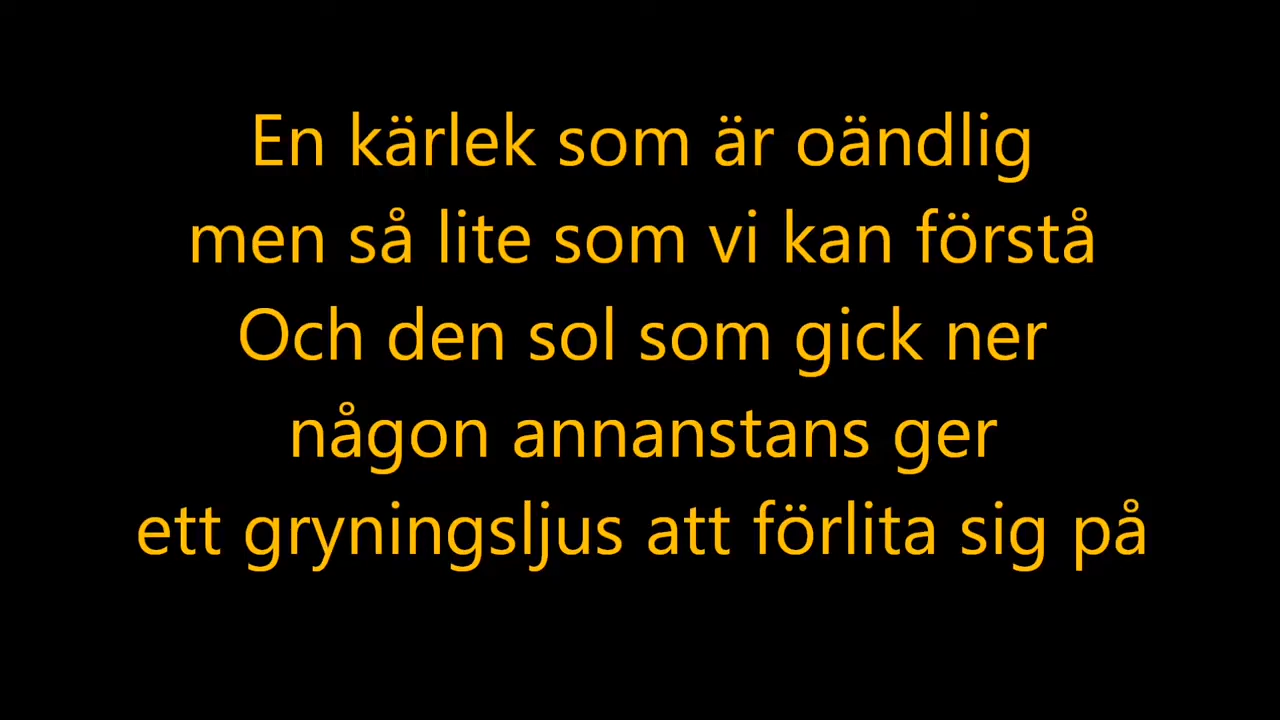 En kärlek som är oändlig
men så lite som vi kan förstå
Och den sol som gick ner
någon annanstans ger
ett gryningsljus att förlita sig på